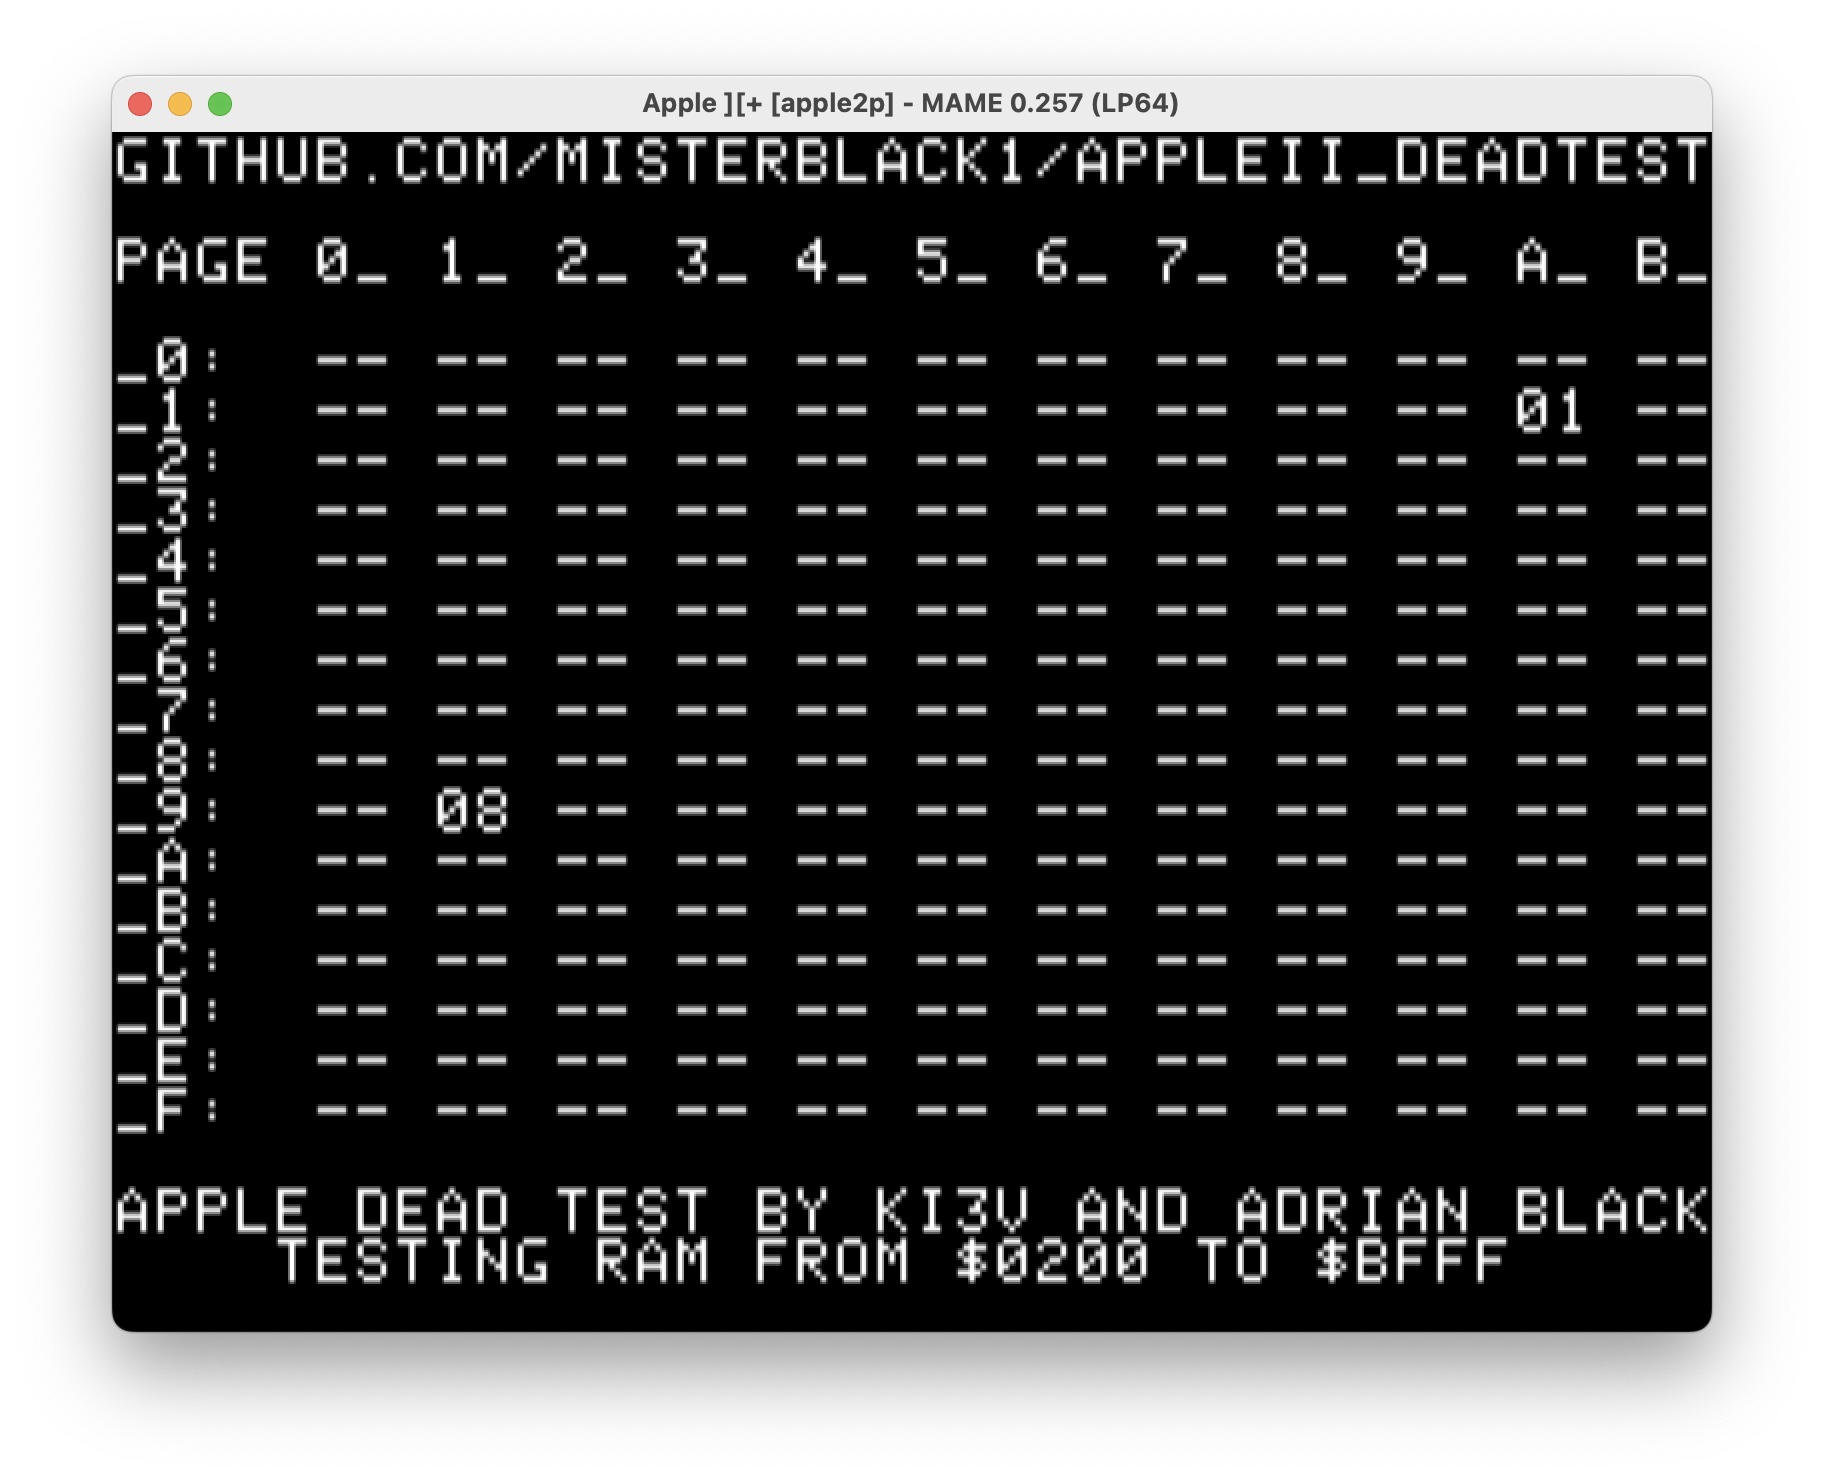 Apple ][+ [apple2p] - MAME 0.257 (LP64)
GITHUB.COM/MISTERBLACK1/APPLEII_DEADTEST
PAGE 0_ 1_ 2_ 3_ 4_ 5_ 6_ 7_ 8_ 9_ A_ B_
_0: -- -- -- -- -- -- -- -- -- -- -- --
_1: -- -- -- -- -- -- -- -- -- -- 01 --
_2: -- -- -- -- -- -- -- -- -- -- -- --
_3: -- -- -- -- -- -- -- -- -- -- -- --
_4: -- -- -- -- -- -- -- -- -- -- -- --
_5: -- -- -- -- -- -- -- -- -- -- -- --
_6: -- -- -- -- -- -- -- -- -- -- -- --
_7: -- -- -- -- -- -- -- -- -- -- -- --
_8: -- -- -- -- -- -- -- -- -- -- -- --
_9: -- 08 -- -- -- -- -- -- -- -- -- --
_A: -- -- -- -- -- -- -- -- -- -- -- --
_B: -- -- -- -- -- -- -- -- -- -- -- --
_C: -- -- -- -- -- -- -- -- -- -- -- --
_D: -- -- -- -- -- -- -- -- -- -- -- --
_E: -- -- -- -- -- -- -- -- -- -- -- --
_F: -- -- -- -- -- -- -- -- -- -- -- --
APPLE DEAD TEST BY KI3V AND ADRIAN BLACK
TESTING RAM FROM $0200 TO $BFFF